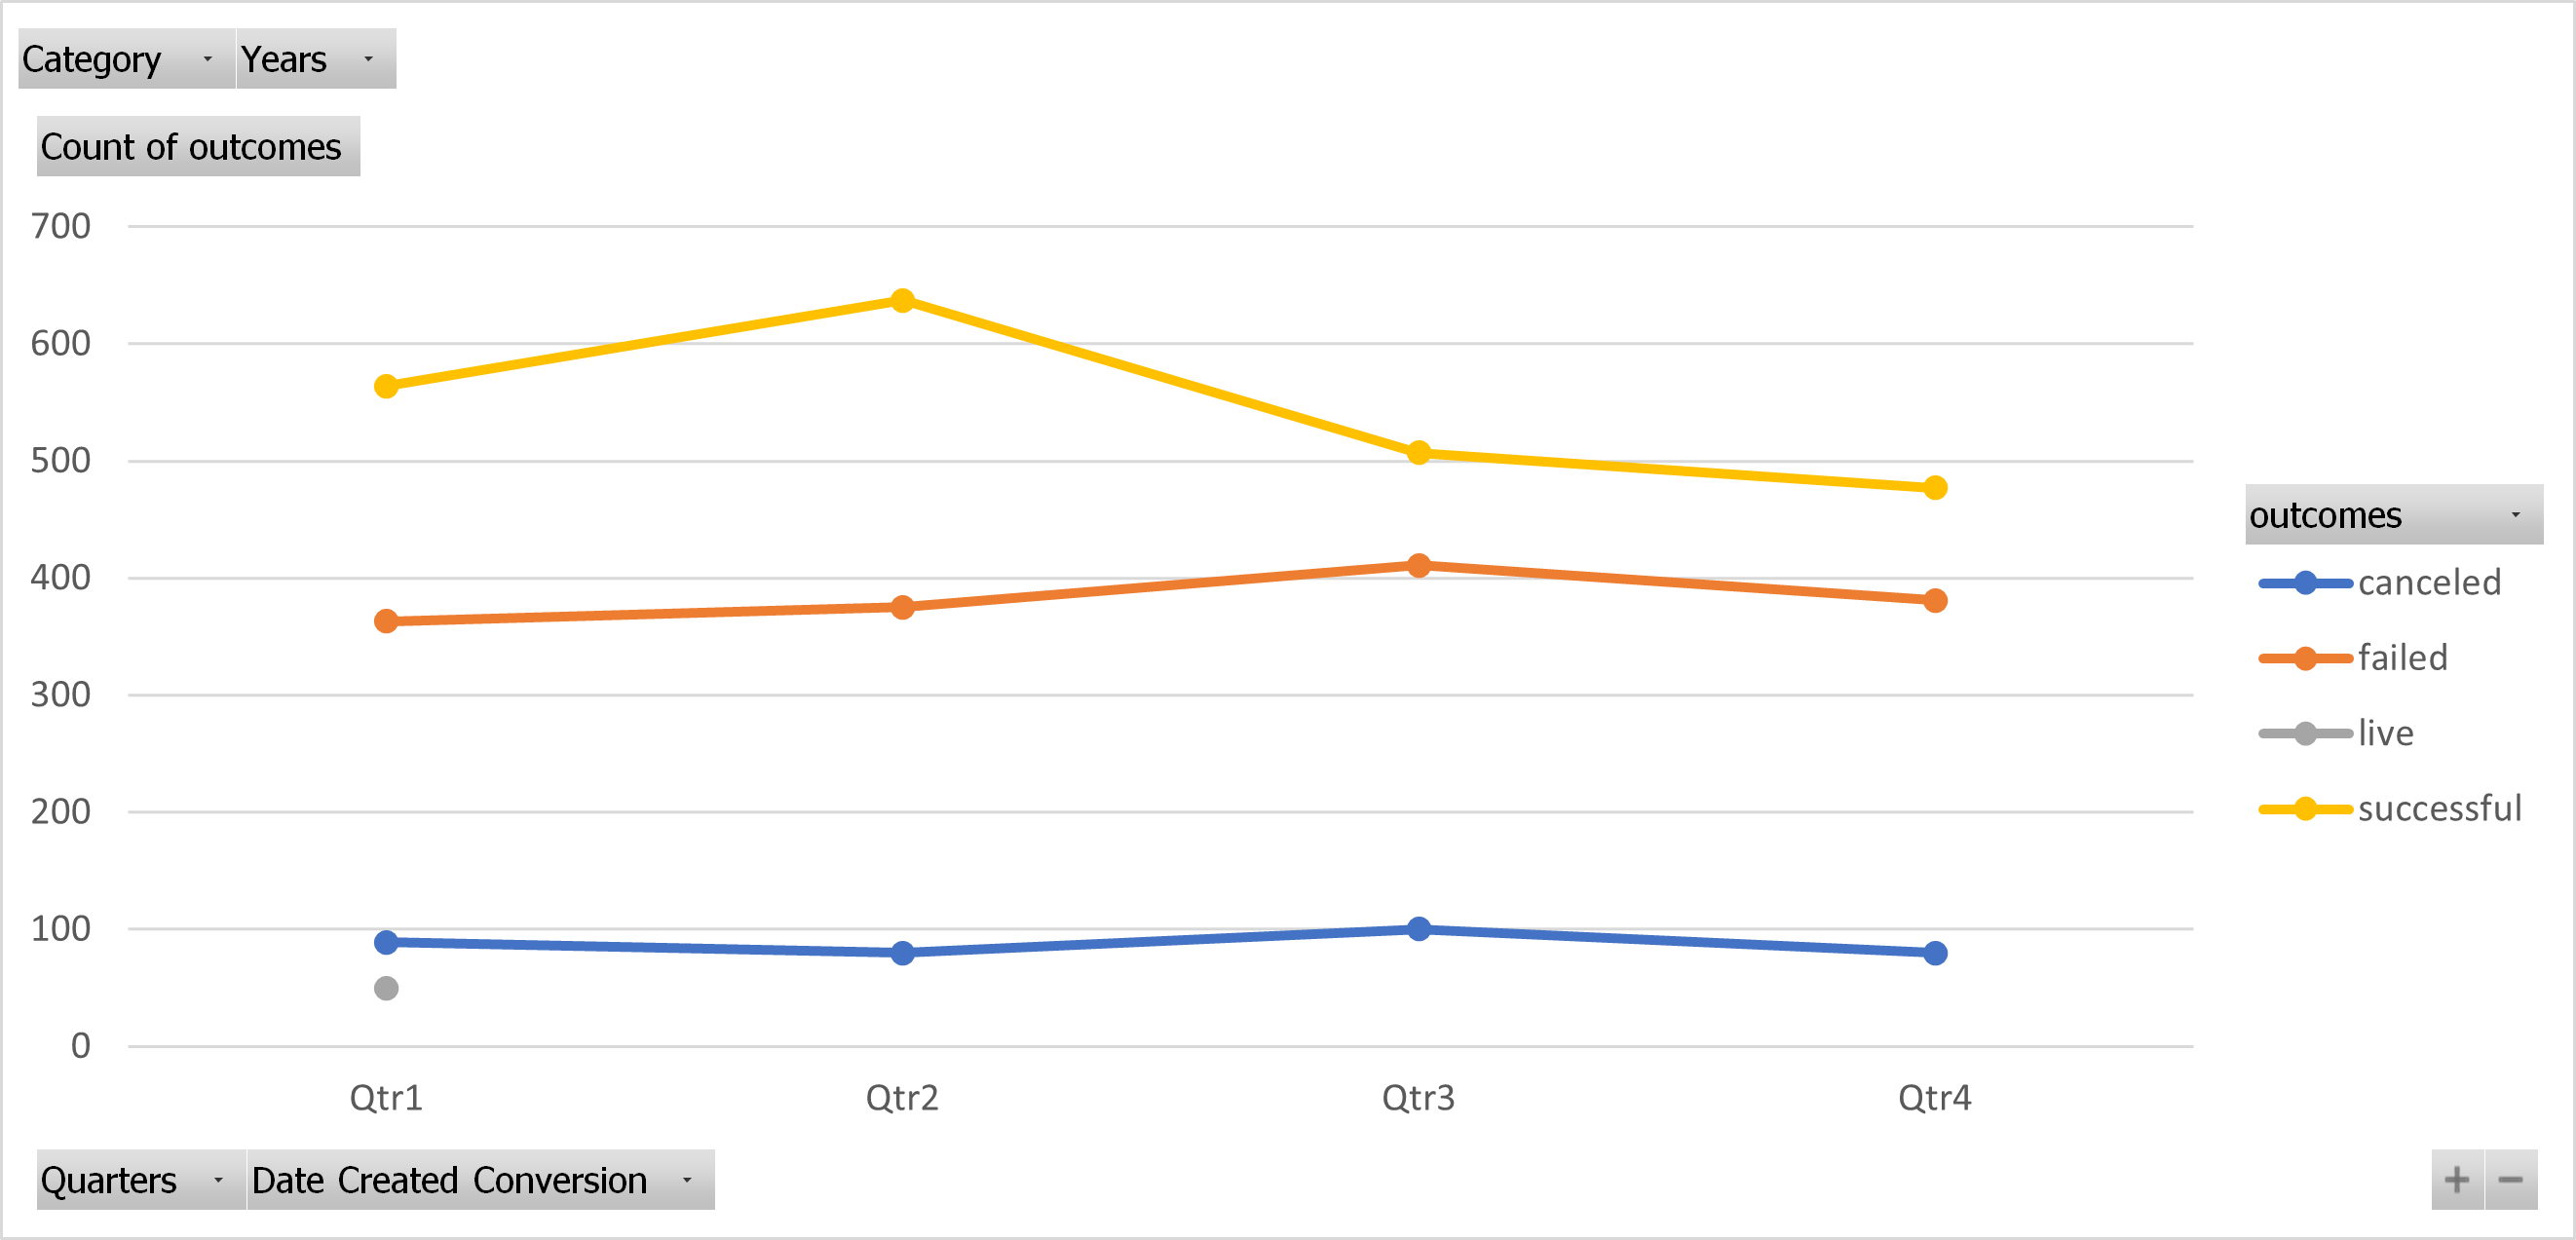 Category Years
Count of outcomes
700
600
500
400
300
200
100
0
Qtr1 Qtr2 Qtr3 Qtr4
outcomes
canceled
failed
live
successful
Quarters Date Created Conversion
+ −